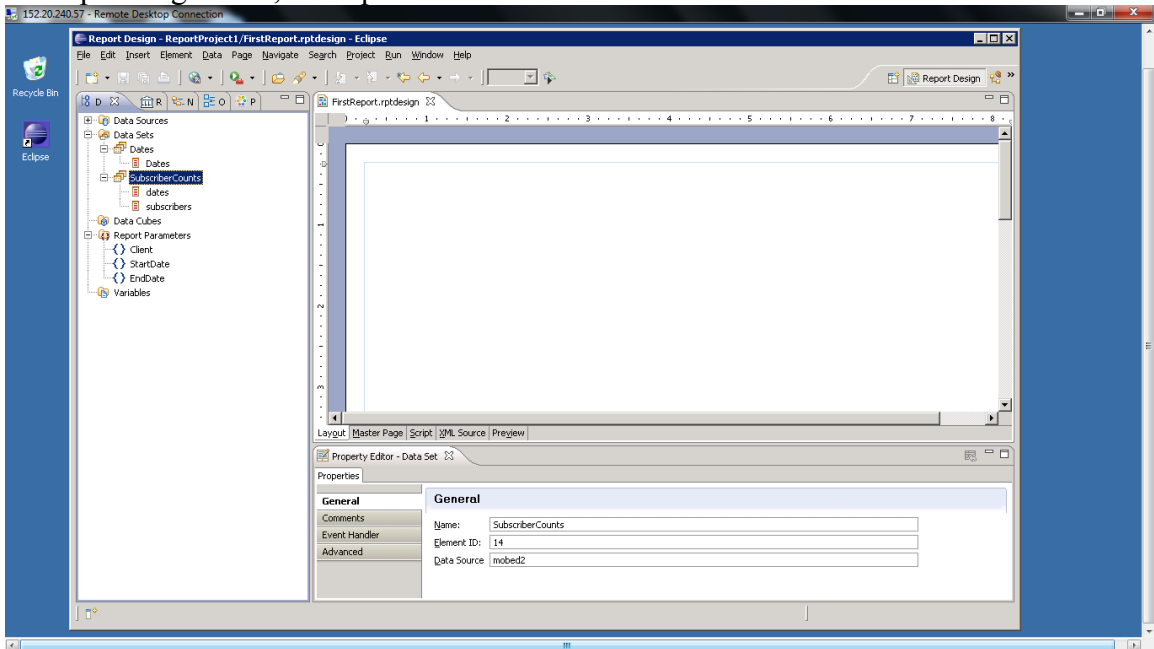 152.20.240.57 - Remote Desktop Connection
Report Design - ReportProject1/FirstReport.rptdesign - Eclipse
File Edit Insert Element Data Page Navigate Search Project Run Window Help
Report Design
Recycle Bin
Eclipse
D R N O P
FirstReport.rptdesign
1 2 3 4 5 6 7 8
Data Sources
Data Sets
Dates
Dates
SubscriberCounts
dates
subscribers
Data Cubes
Report Parameters
Client
StartDate
EndDate
Variables
1
2
3
Layout Master Page Script XML Source Preview
Property Editor - Data Set
Properties
General
Comments
Event Handler
Advanced
General
Name: SubscriberCounts
Element ID: 14
Data Source mobed2